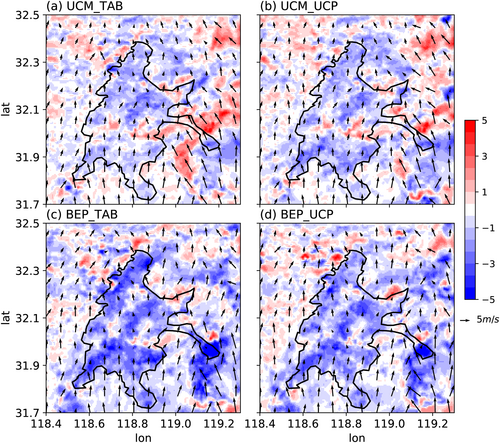 (a) UCM_TAB
(b) UCM_UCP
32.5
32.3
32.1
31.9
31.7
lat
(c) BEP_TAB
(d) BEP_UCP
32.5
32.3
32.1
31.9
31.7
lat
118.4 118.6 118.8 119.0 119.2
118.4 118.6 118.8 119.0 119.2
lon
lon
5
3
1
−1
−3
−5
5m/s